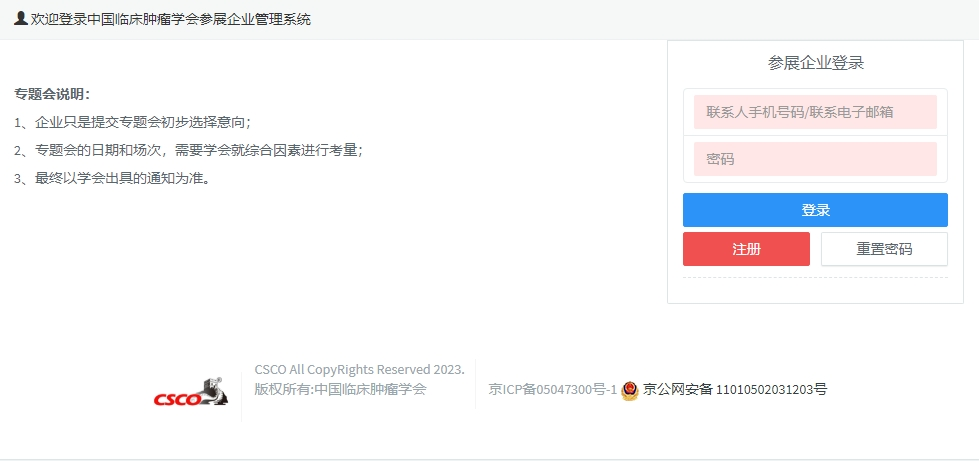 欢迎登录中国临床肿瘤学会参展企业管理系统
参展企业登录
专题会说明：
1、企业只是提交专题会初步选择意向；
2、专题会的日期和场次，需要学会就综合因素进行考量；
3、最终以学会出具的通知为准。
联系人手机号码/联系电子邮箱
密码
登录
注册
重置密码
CSCO
CSCO All CopyRights Reserved 2023.
版权所有:中国临床肿瘤学会
京ICP备05047300号-1 京公网安备 11010502031203号